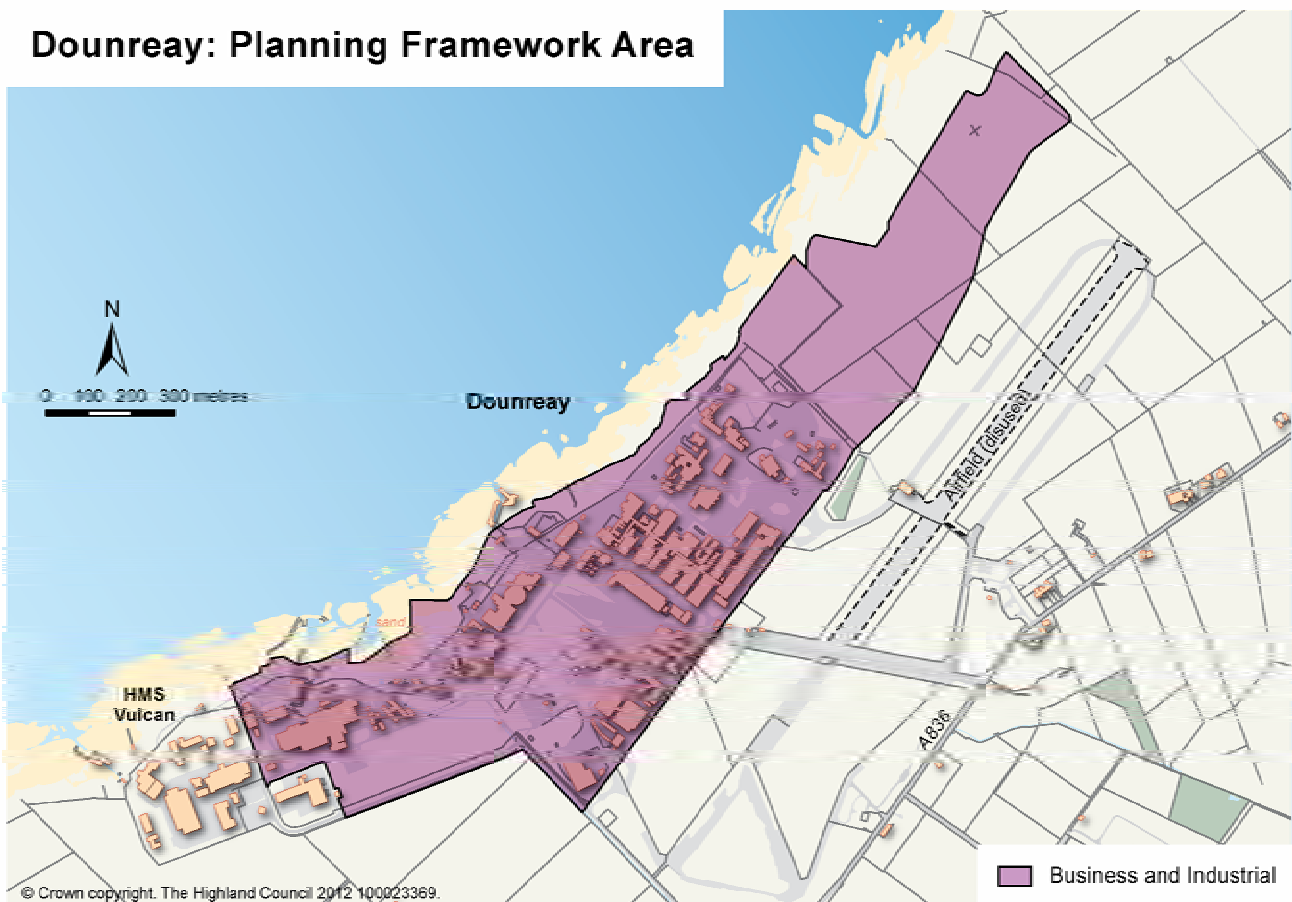 Dounreay: Planning Framework Area
N
0 100 200 300 metres
Dounreay
Airfield (disused)
sand
HMS
Vulcan
A836
Business and Industrial
© Crown copyright. The Highland Council 2012 100023369.